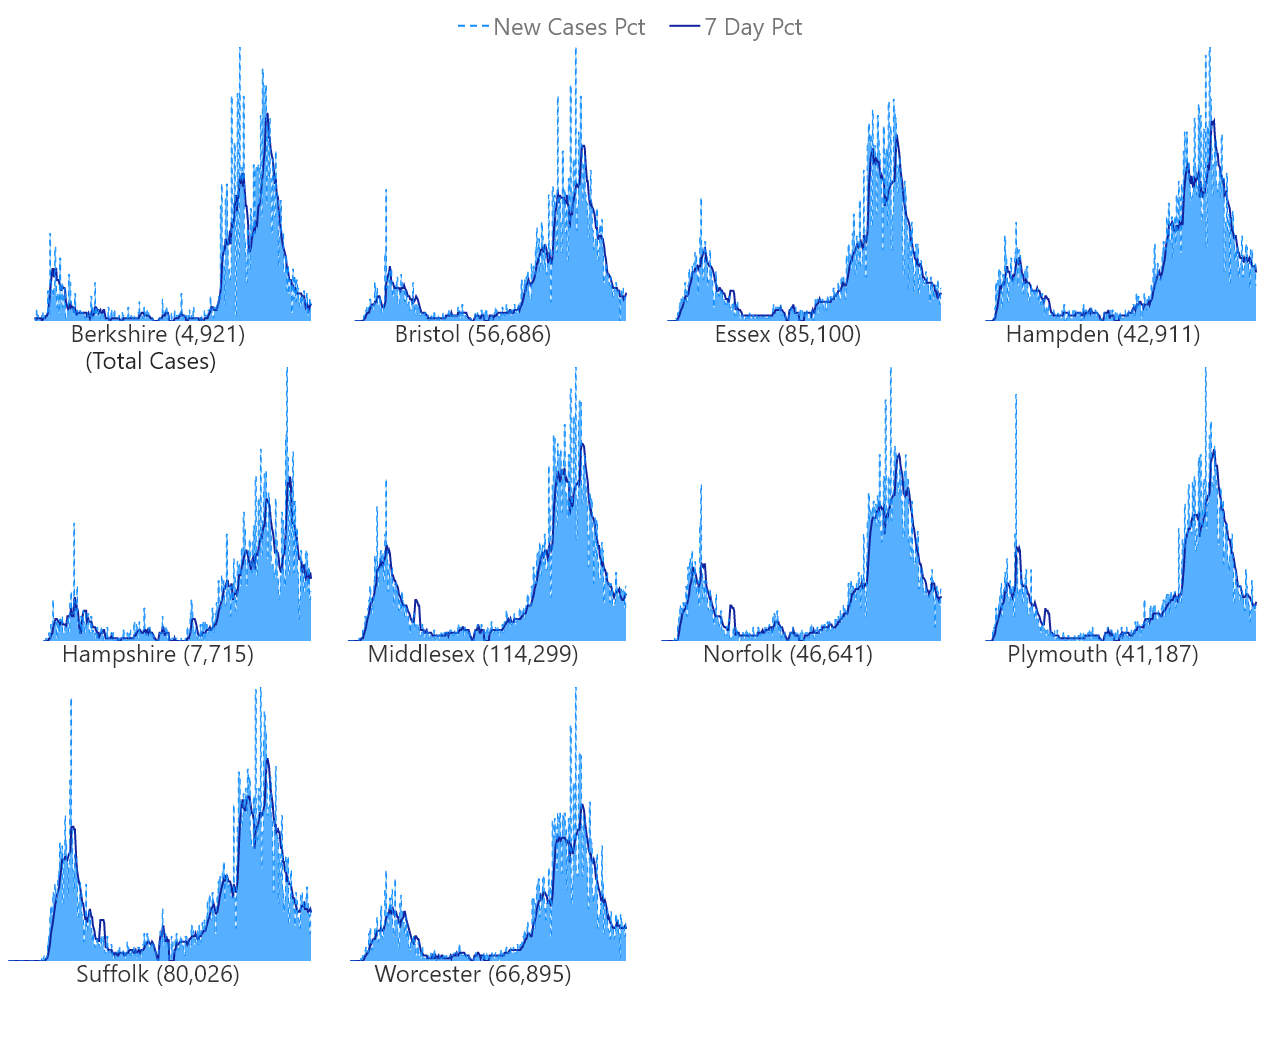 New Cases Pct 7 Day Pct
Berkshire (4,921) Bristol (56,686) Essex (85,100) Hampden (42,911)
(Total Cases)
Hampshire (7,715) Middlesex (114,299) Norfolk (46,641) Plymouth (41,187)
Suffolk (80,026) Worcester (66,895)